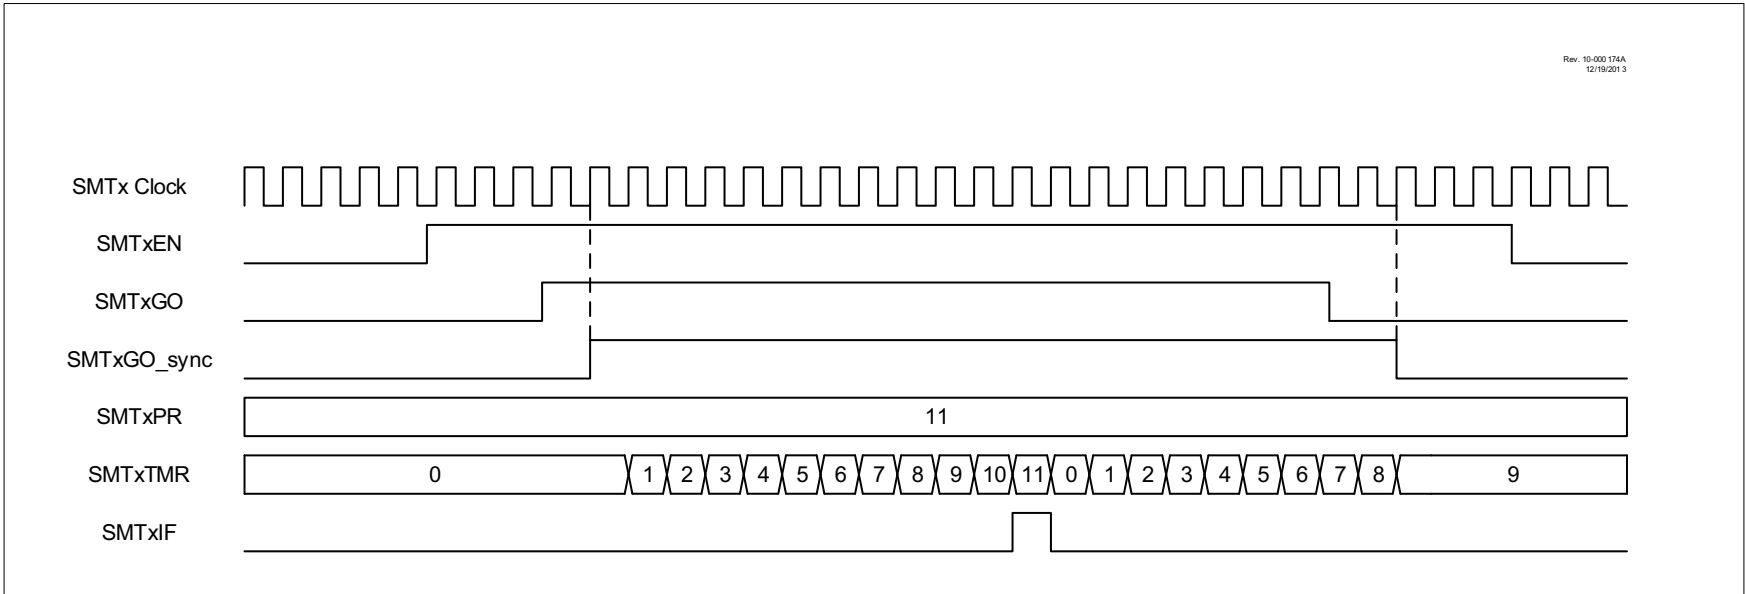 Rev. 10-000 174A
12/19/201 3
SMTx Clock
SMTxEN
SMTxGO
SMTxGO_sync
SMTxPR 11
SMTxTMR 0 1 2 3 4 5 6 7 8 9 10 11 0 1 2 3 4 5 6 7 8 9
SMTxIF